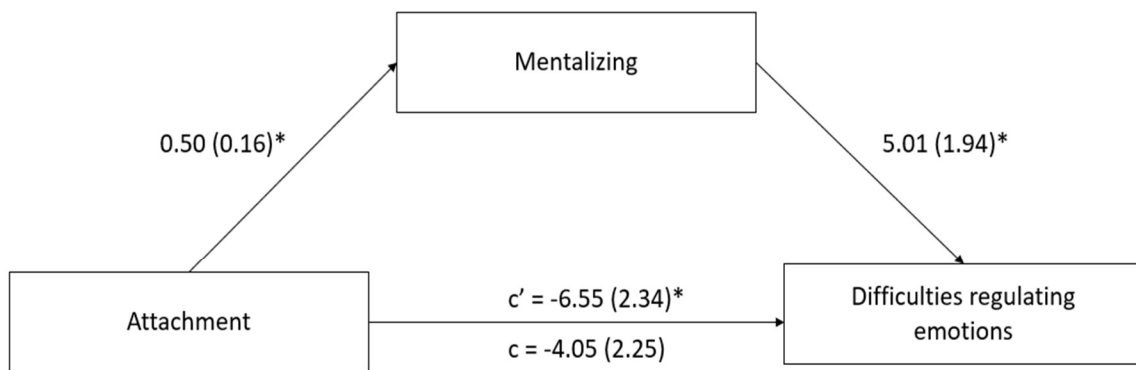 Mentalizing
0.50 (0.16)*
5.01 (1.94)*
Attachment
c’ = -6.55 (2.34)*
c = -4.05 (2.25)
Difficulties regulating
emotions